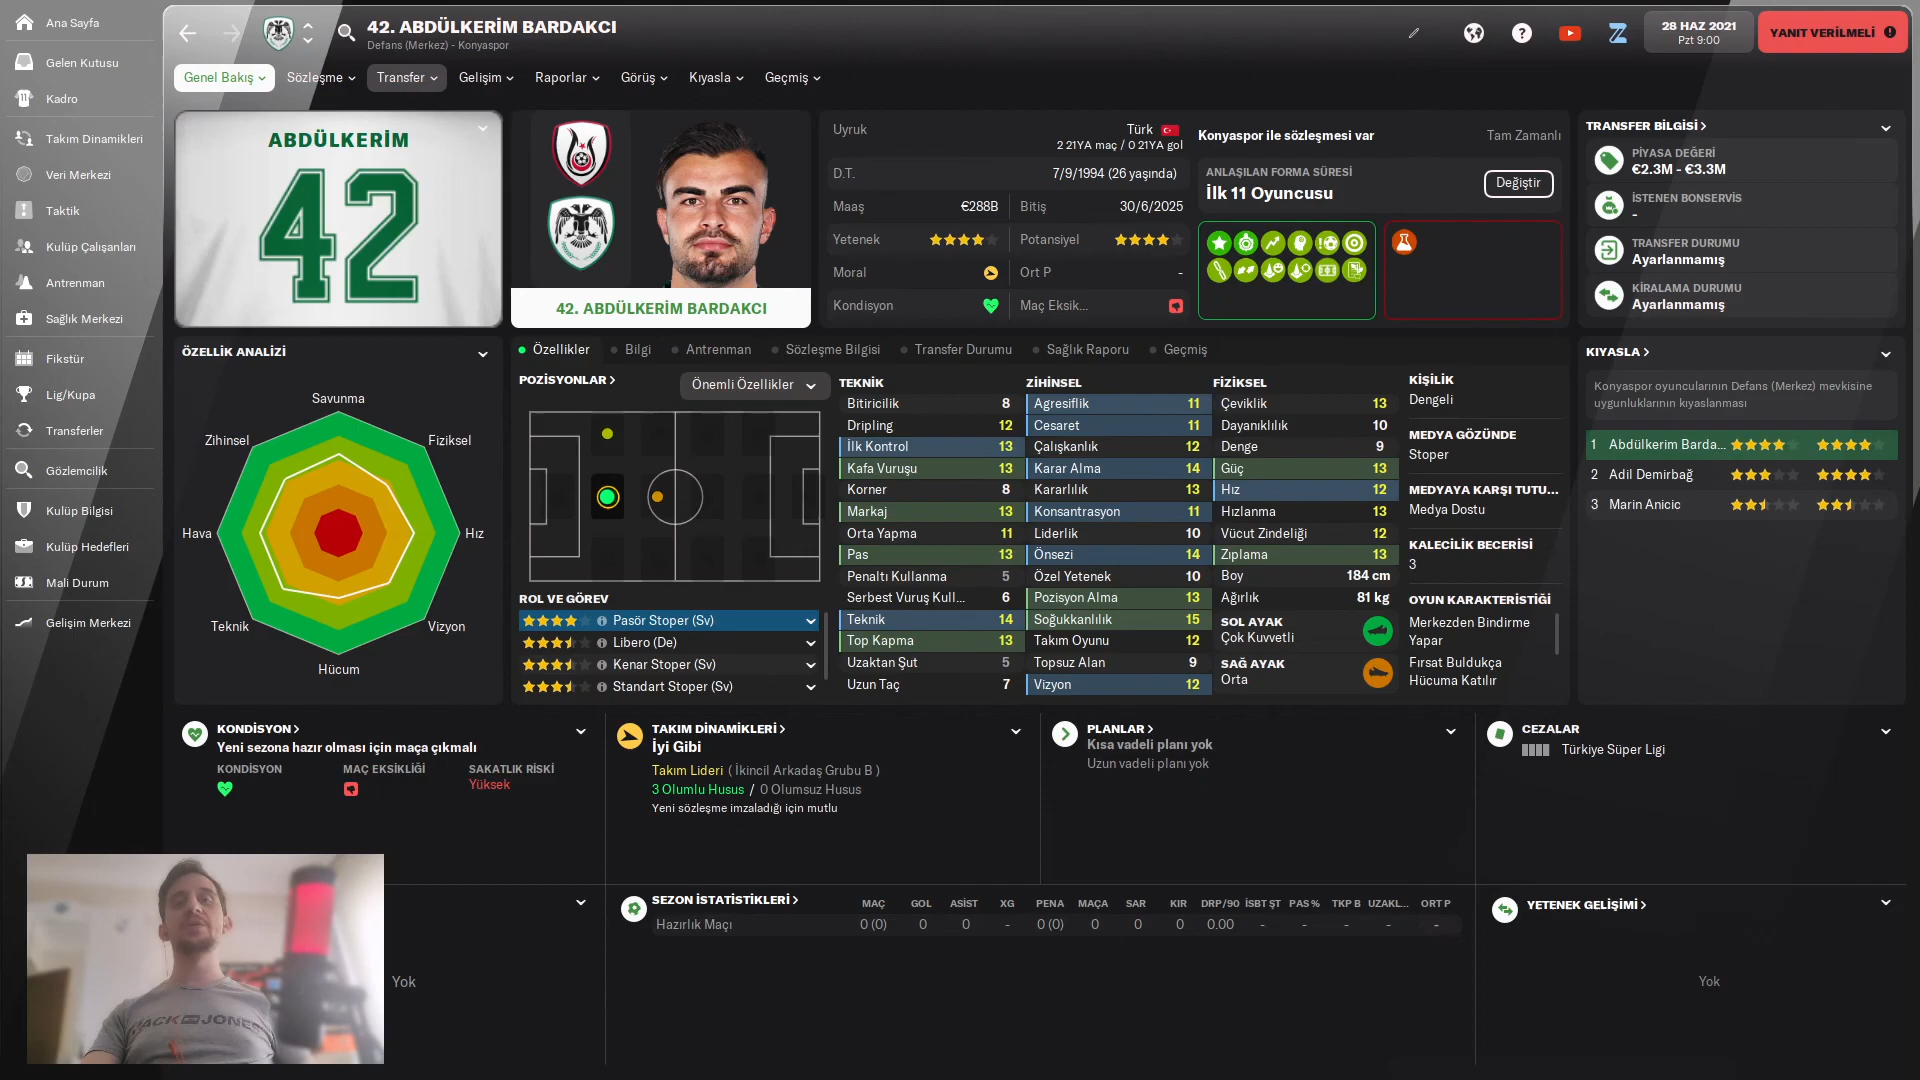 Ana Sayfa
Gelen Kutusu
Kadro
Takım Dinamikleri
Veri Merkezi
Taktik
Kulüp Çalışanları
Antrenman
Sağlık Merkezi
Fikstür
Lig/Kupa
Transferler
Gözlemcilik
Kulüp Bilgisi
Kulüp Hedefleri
Mali Durum
Gelişim Merkezi
42. ABDÜLKERİM BARDAKCI
Defans (Merkez) - Konyaspor
28 HAZ 2021
Pzt 9:00
YANIT VERİLMELİ
Genel Bakış Sözleşme Transfer Gelişim Raporlar Görüş Kıyasla Geçmiş
ABDÜLKERİM
42
42. ABDÜLKERİM BARDAKCI
Uyruk Türk
2 21YA maç / 0 21YA gol
D.T. 7/9/1994 (26 yaşında)
Maaş €288B Bitiş 30/6/2025
Yetenek Potansiyel
Moral Ort P -
Kondisyon Maç Eksik...
Konyaspor ile sözleşmesi var Tam Zamanlı
ANLAŞILAN FORMA SÜRESİ
İlk 11 Oyuncusu
Değiştir
TRANSFER BİLGİSİ
PİYASA DEĞERİ
€2.3M - €3.3M
İSTENEN BONSERVİS
-
TRANSFER DURUMU
Ayarlanmamış
KİRALAMA DURUMU
Ayarlanmamış
ÖZELLİK ANALİZİ
Savunma
Zihinsel Fiziksel
Hava Hız
Teknik Vizyon
Hücum
Özellikler Bilgi Antrenman Sözleşme Bilgisi Transfer Durumu Sağlık Raporu Geçmiş
POZİSYONLAR
Önemli Özellikler
ROL VE GÖREV
Pasör Stoper (Sv)
Libero (De)
Kenar Stoper (Sv)
Standart Stoper (Sv)
TEKNİK
Bitiricilik 8
Dripling 12
İlk Kontrol 13
Kafa Vuruşu 13
Korner 8
Markaj 13
Orta Yapma 11
Pas 13
Penaltı Kullanma 5
Serbest Vuruş Kull... 6
Teknik 14
Top Kapma 13
Uzaktan Şut 5
Uzun Taç 7
ZİHİNSEL
Agresiflik 11
Cesaret 11
Çalışkanlık 12
Karar Alma 14
Kararlılık 13
Konsantrasyon 11
Liderlik 10
Önsezi 14
Özel Yetenek 10
Pozisyon Alma 13
Soğukkanlılık 15
Takım Oyunu 12
Topsuz Alan 9
Vizyon 12
FİZİKSEL
Çeviklik 13
Dayanıklılık 10
Denge 9
Güç 13
Hız 12
Hızlanma 13
Vücut Zindeliği 12
Zıplama 13
Boy 184 cm
Ağırlık 81 kg
SOL AYAK
Çok Kuvvetli
SAĞ AYAK
Orta
KİŞİLİK
Dengeli
MEDYA GÖZÜNDE
Stoper
MEDYAYA KARŞI TUTU...
Medya Dostu
KALECİLİK BECERİSİ
3
OYUN KARAKTERİSTİĞİ
Merkezden Bindirme
Yapar
Fırsat Buldukça
Hücuma Katılır
KIYASLA
Konyaspor oyuncularının Defans (Merkez) mevkisine
uygunluklarının kıyaslanması
1 Abdülkerim Barda...
2 Adil Demirbağ
3 Marin Anicic
KONDİSYON
Yeni sezona hazır olması için maça çıkmalı
KONDİSYON MAÇ EKSİKLİĞİ SAKATLIK RİSKİ
Yüksek
TAKIM DİNAMİKLERİ
İyi Gibi
Takım Lideri ( İkincil Arkadaş Grubu B )
3 Olumlu Husus / 0 Olumsuz Husus
Yeni sözleşme imzaladığı için mutlu
PLANLAR
Kısa vadeli planı yok
Uzun vadeli planı yok
CEZALAR
Türkiye Süper Ligi
Yok
SEZON İSTATİSTİKLERİ MAÇ GOL ASİST XG PENA MAÇA SAR KIR DRP/90 İSBT ŞT PAS % TKP B UZAKL... ORT P
Hazırlık Maçı 0 (0) 0 0 - 0 (0) 0 0 0 0.00 - - - - -
YETENEK GELİŞİMİ
Yok
JACK JONES